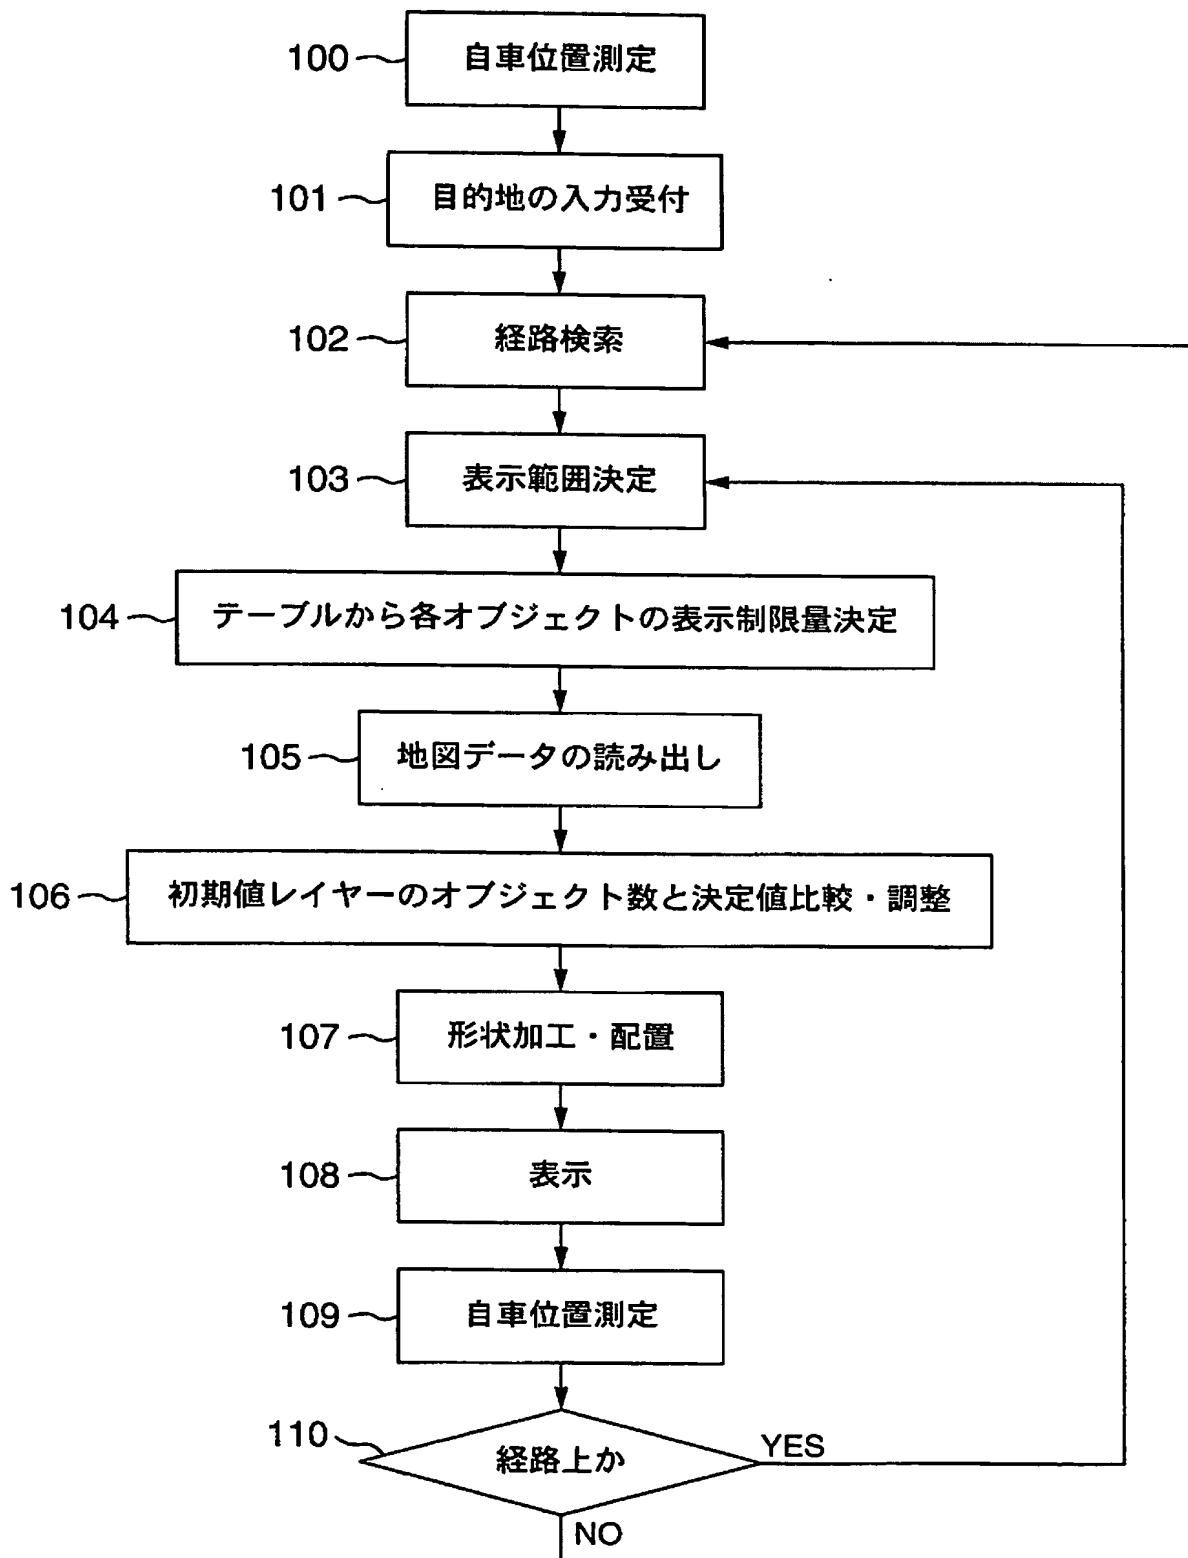 100 自車位置測定
101 目的地の入力受付
102 経路検索
103 表示範囲決定
104 テーブルから各オブジェクトの表示制限量決定
105 地図データの読み出し
106 初期値レイヤーのオブジェクト数と決定値比較・調整
107 形状加工・配置
108 表示
109 自車位置測定
110 経路上か YES
NO